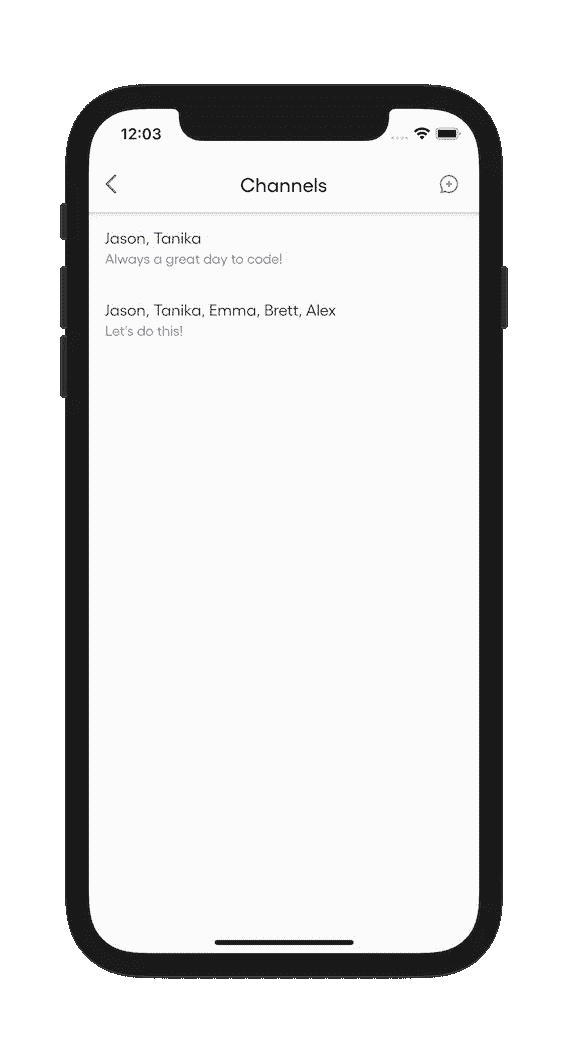 12:03
Channels
Jason, Tanika
Always a great day to code!
Jason, Tanika, Emma, Brett, Alex
Let's do this!